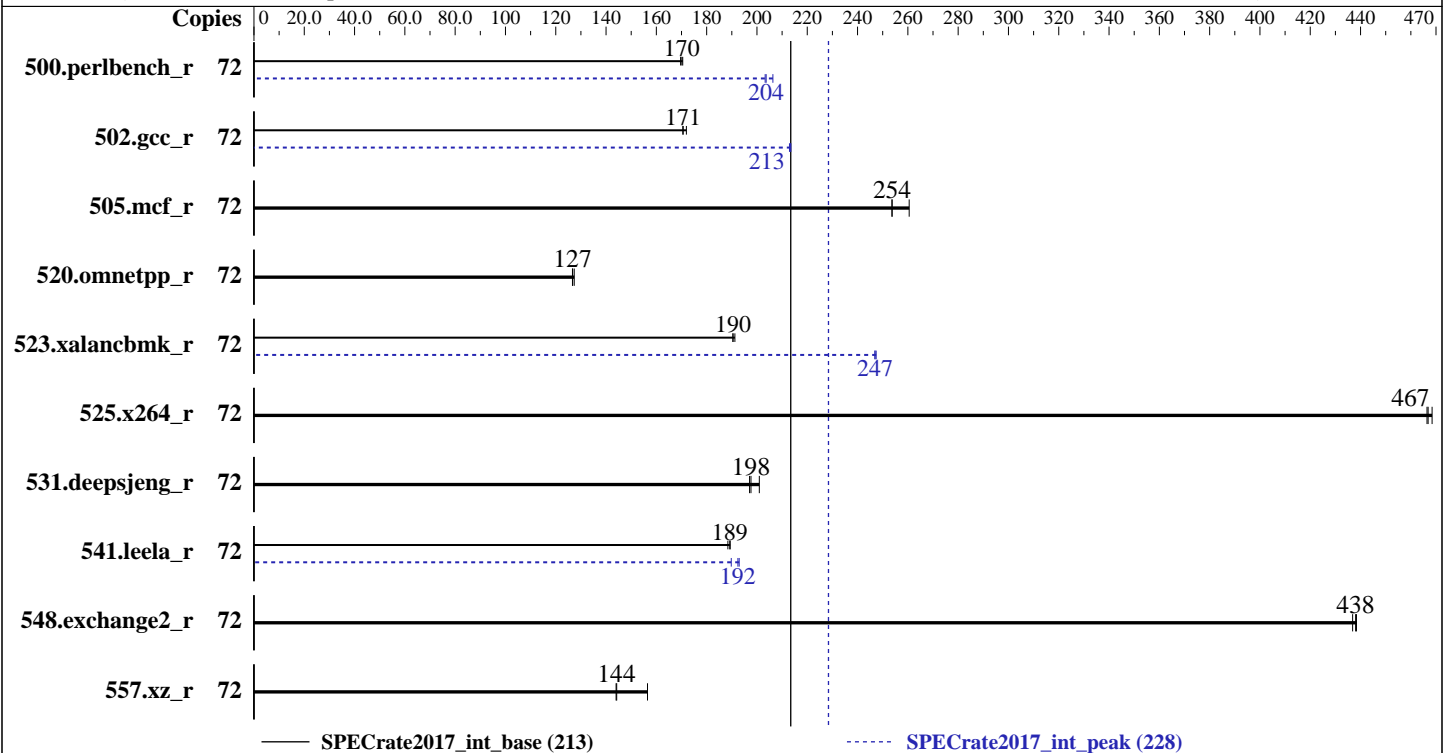 Copies 0 20.0 40.0 60.0 80.0 100 120 140 160 180 200 220 240 260 280 300 320 340 360 380 400 420 440 470
500.perlbench_r 72 170
204
502.gcc_r 72 171
213
505.mcf_r 72 254
520.omnetpp_r 72 127
523.xalancbmk_r 72 190
247
525.x264_r 72 467
531.deepsjeng_r 72 198
541.leela_r 72 189
192
548.exchange2_r 72 438
557.xz_r 72 144
SPECrate2017_int_base (213) SPECrate2017_int_peak (228)